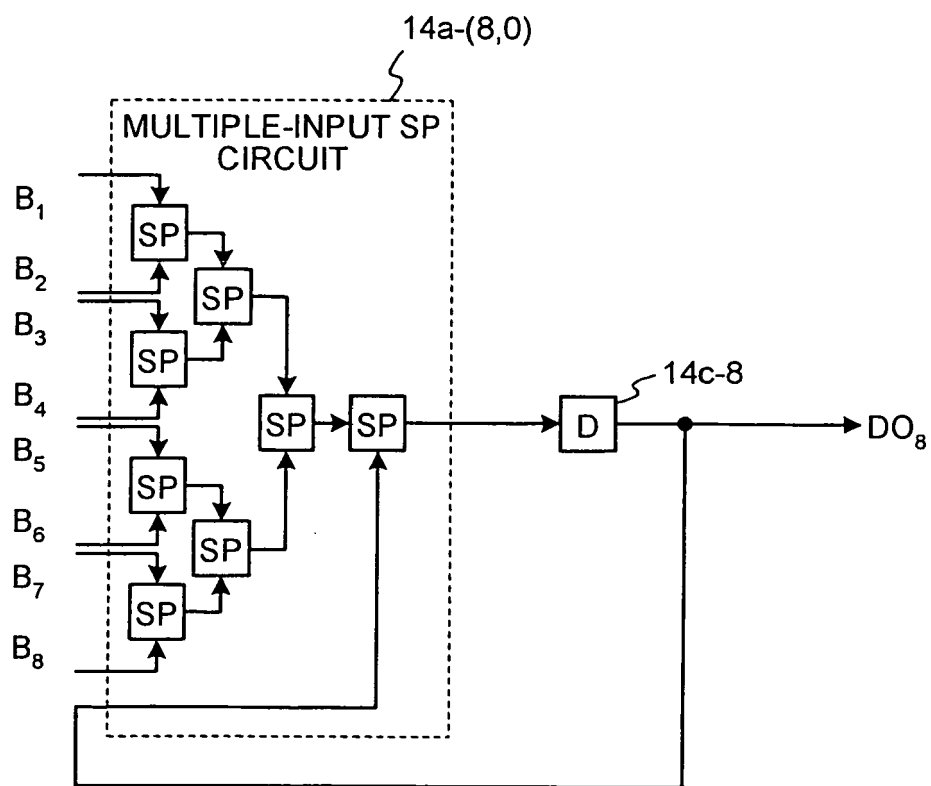 14a-(8,0)
MULTIPLE-INPUT SP
CIRCUIT
B₁
SP
B₂
SP
B₃
SP
14c-8
B₄
SP
SP
D
DO₈
B₅
SP
B₆
SP
B₇
SP
B₈